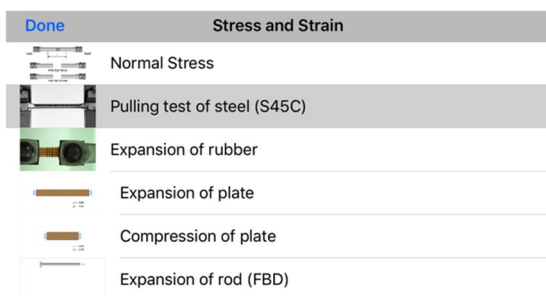 Done
Stress and Strain
Normal Stress
Pulling test of steel (S45C)
Expansion of rubber
Expansion of plate
Compression of plate
Expansion of rod (FBD)